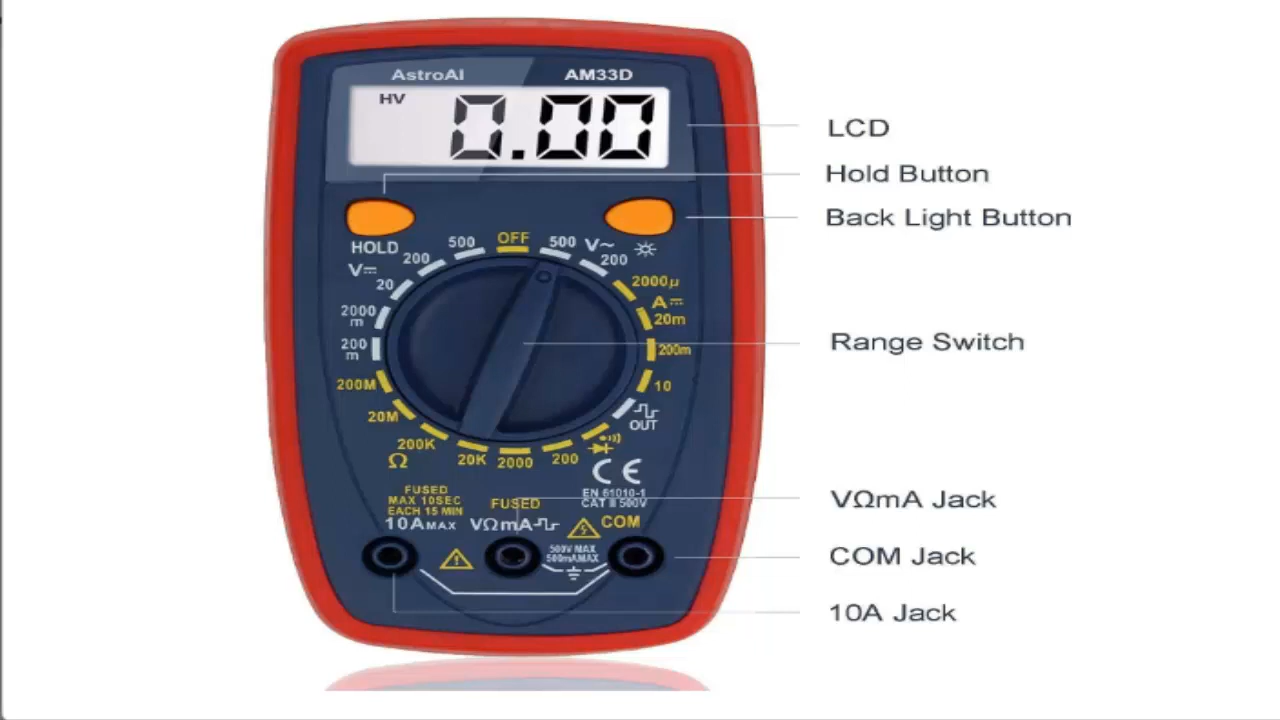 AstroAI AM33D
HV 0.00
LCD
Hold Button
Back Light Button
HOLD
OFF
500 500 V~
200 200
V⎓
20 2000µ
A⎓
2000 20m
m
200 200m
m
200M 10
20M OUT
200K
Ω 20K 2000 200
Range Switch
CE
FUSED EN 61010-1
MAX 10SEC CAT II 500V
EACH 15 MIN FUSED
10A MAX VΩmA COM
500V MAX
500mAMAX
VΩmA Jack
COM Jack
10A Jack